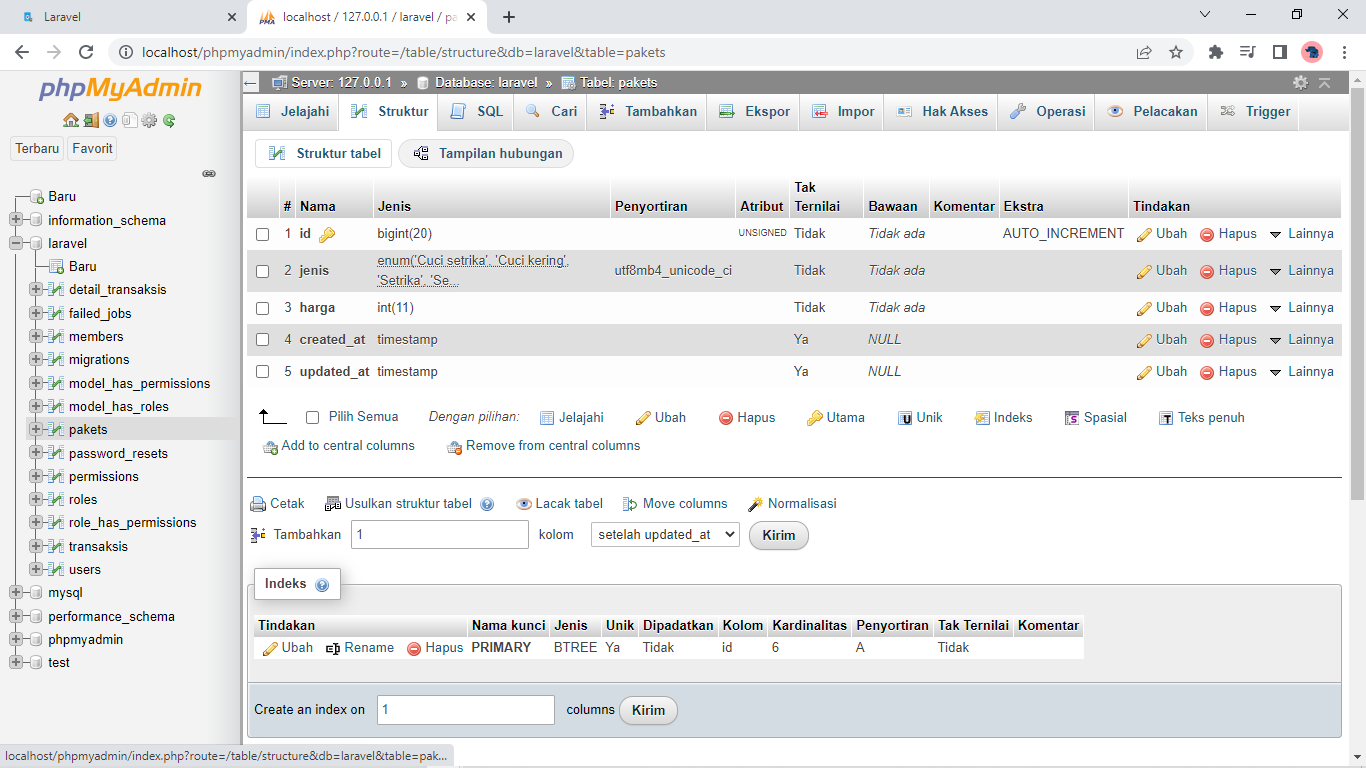 Laravel
localhost / 127.0.0.1 / laravel / pa
localhost/phpmyadmin/index.php?route=/table/structure&db=laravel&table=pakets
phpMyAdmin
Terbaru Favorit
Baru
information_schema
laravel
Baru
detail_transaksis
failed_jobs
members
migrations
model_has_permissions
model_has_roles
pakets
password_resets
permissions
roles
role_has_permissions
transaksis
users
mysql
performance_schema
phpmyadmin
test
Server: 127.0.0.1 » Database: laravel » Tabel: pakets
Jelajahi Struktur SQL Cari Tambahkan Ekspor Impor Hak Akses Operasi Pelacakan Trigger
Struktur tabel Tampilan hubungan
# Nama Jenis Penyortiran Atribut Tak Ternilai Bawaan Komentar Ekstra Tindakan
1 id bigint(20) UNSIGNED Tidak Tidak ada AUTO_INCREMENT Ubah Hapus Lainnya
2 jenis enum('Cuci setrika', 'Cuci kering', 'Setrika', 'Se... utf8mb4_unicode_ci Tidak Tidak ada Ubah Hapus Lainnya
3 harga int(11) Tidak Tidak ada Ubah Hapus Lainnya
4 created_at timestamp Ya NULL Ubah Hapus Lainnya
5 updated_at timestamp Ya NULL Ubah Hapus Lainnya
Pilih Semua Dengan pilihan: Jelajahi Ubah Hapus Utama Unik Indeks Spasial Teks penuh
Add to central columns Remove from central columns
Cetak Usulkan struktur tabel Lacak tabel Move columns Normalisasi
Tambahkan 1 kolom setelah updated_at Kirim
Indeks
Tindakan Nama kunci Jenis Unik Dipadatkan Kolom Kardinalitas Penyortiran Tak Ternilai Komentar
Ubah Rename Hapus PRIMARY BTREE Ya Tidak id 6 A Tidak
Create an index on 1 columns Kirim
localhost/phpmyadmin/index.php?route=/table/structure&db=laravel&table=pak...